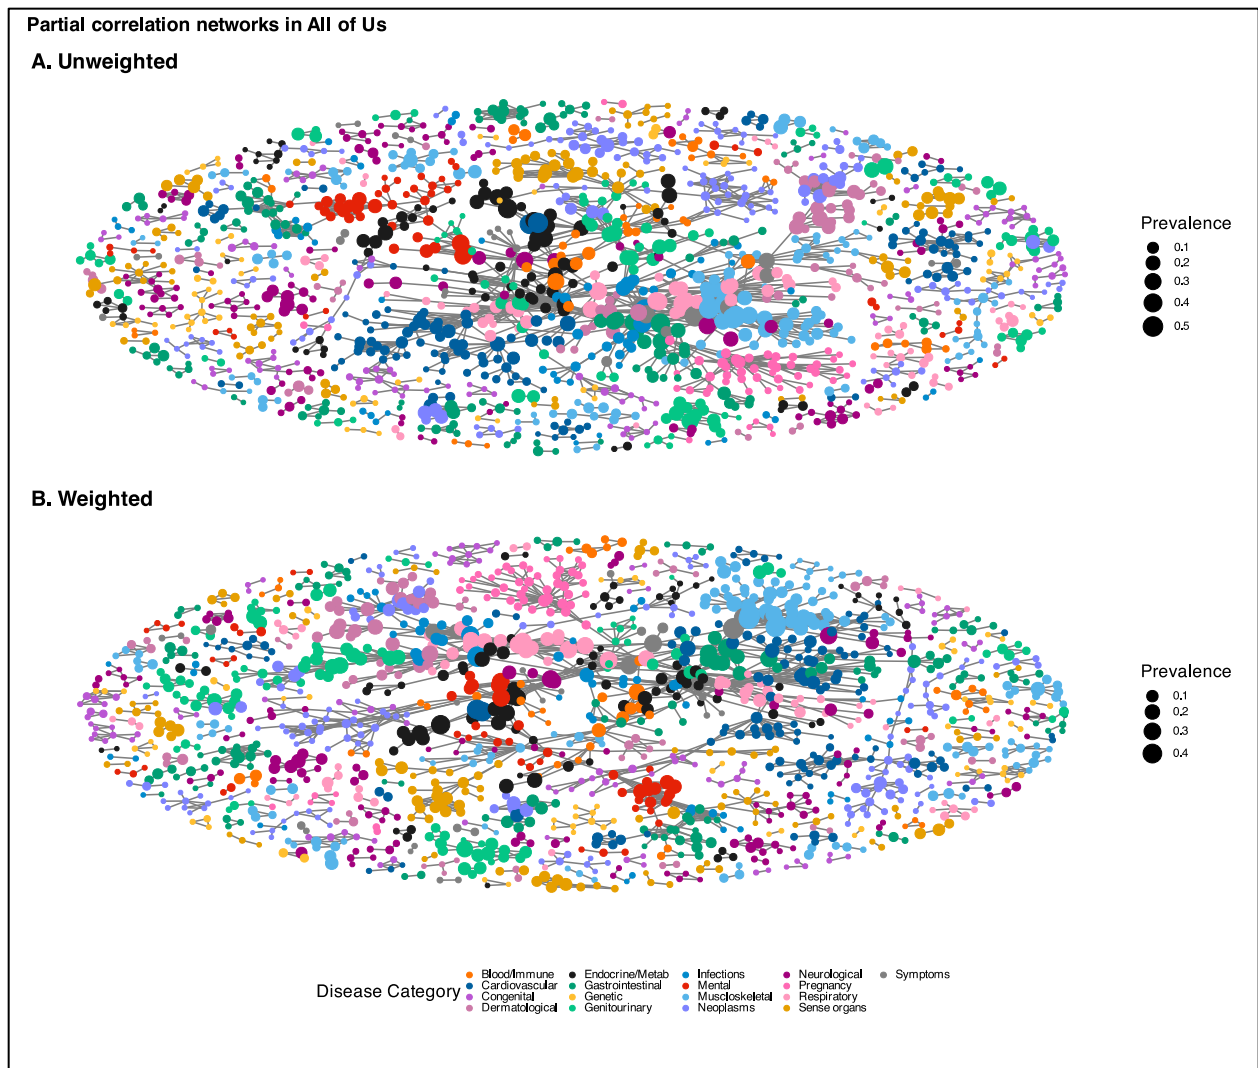 Partial correlation networks in All of Us
A. Unweighted
Prevalence
0.1
0.2
0.3
0.4
0.5
B. Weighted
Prevalence
0.1
0.2
0.3
0.4
Disease Category
Blood/Immune
Cardiovascular
Congenital
Dermatological
Endocrine/Metab
Gastrointestinal
Genetic
Genitourinary
Infections
Mental
Muscloskeletal
Neoplasms
Neurological
Pregnancy
Respiratory
Sense organs
Symptoms